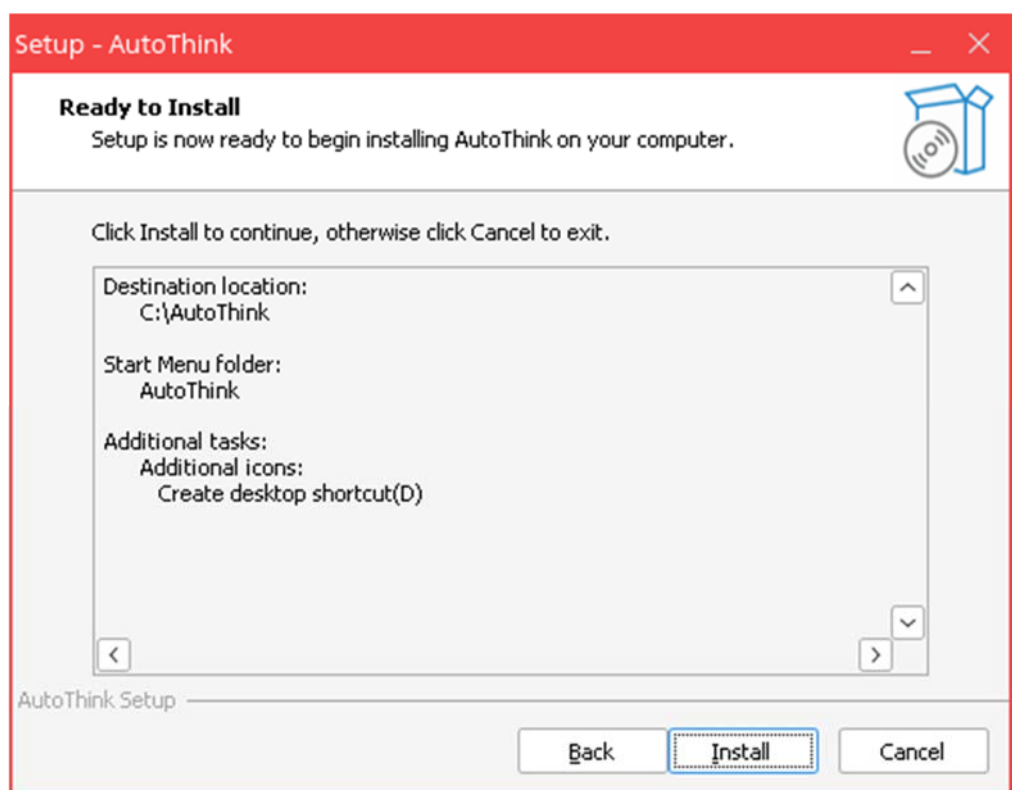 Setup - AutoThink
Ready to Install
Setup is now ready to begin installing AutoThink on your computer.
Click Install to continue, otherwise click Cancel to exit.
Destination location:
C:\AutoThink
Start Menu folder:
AutoThink
Additional tasks:
Additional icons:
Create desktop shortcut(D)
AutoThink Setup
Back Install Cancel